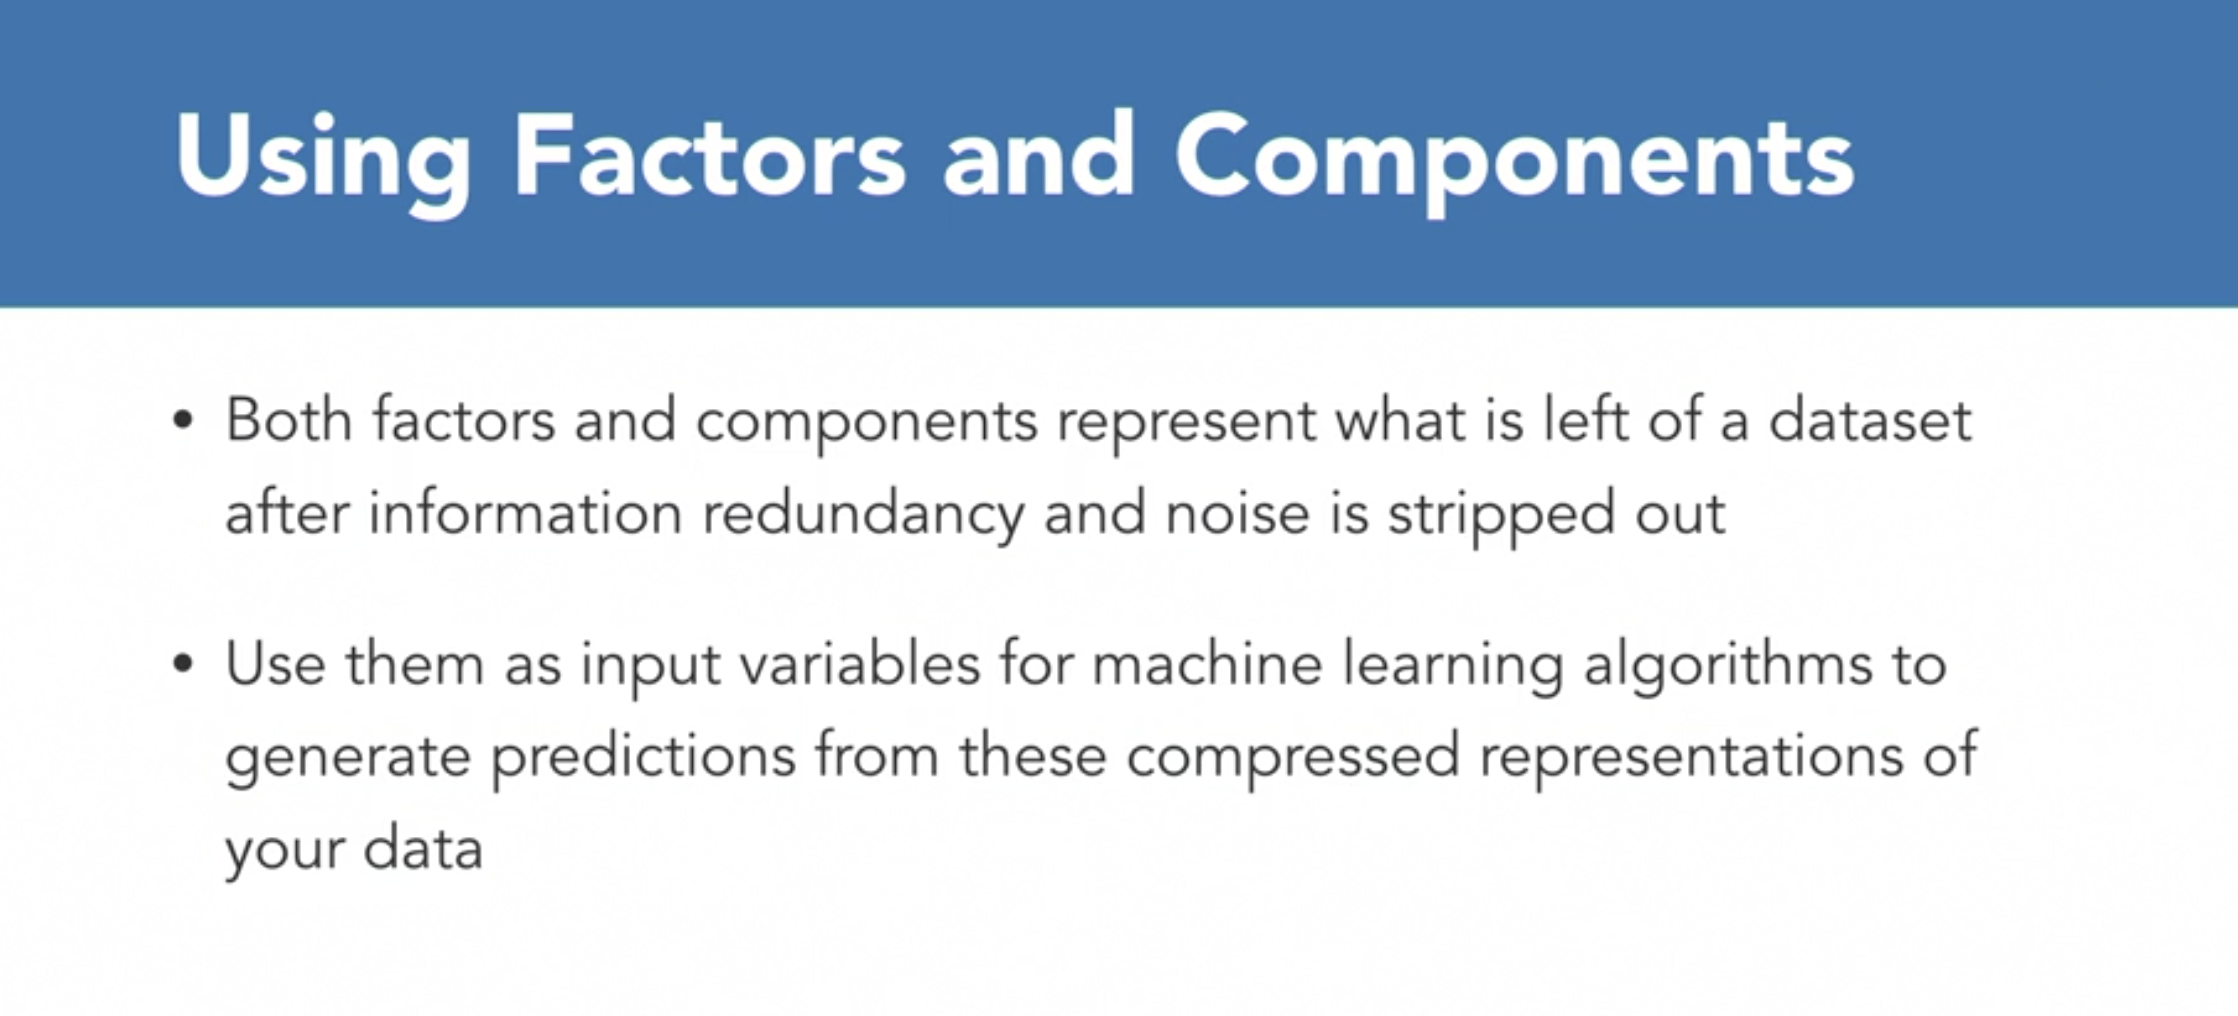 Using Factors and Components
• Both factors and components represent what is left of a dataset
after information redundancy and noise is stripped out
• Use them as input variables for machine learning algorithms to
generate predictions from these compressed representations of
your data